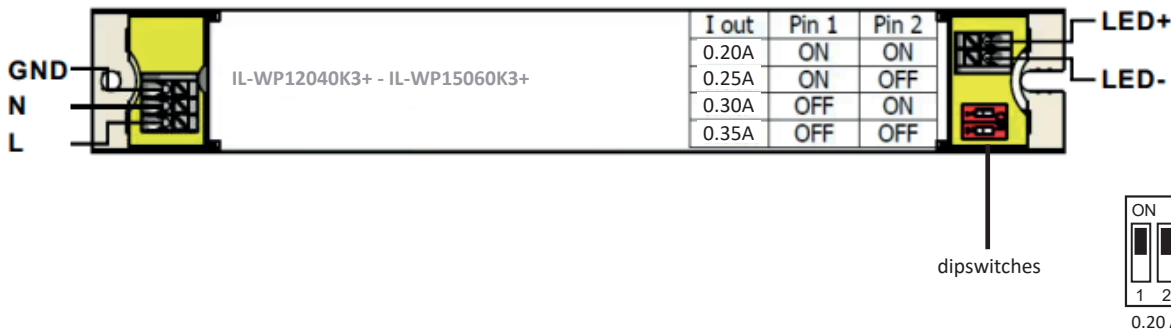 I out Pin 1 Pin 2
LED+
0.20A ON ON
GND
IL-WP12040K3+ - IL-WP15060K3+
0.25A ON OFF
LED-
N
0.30A OFF ON
L
0.35A OFF OFF
dipswitches
ON
1 2
0.20